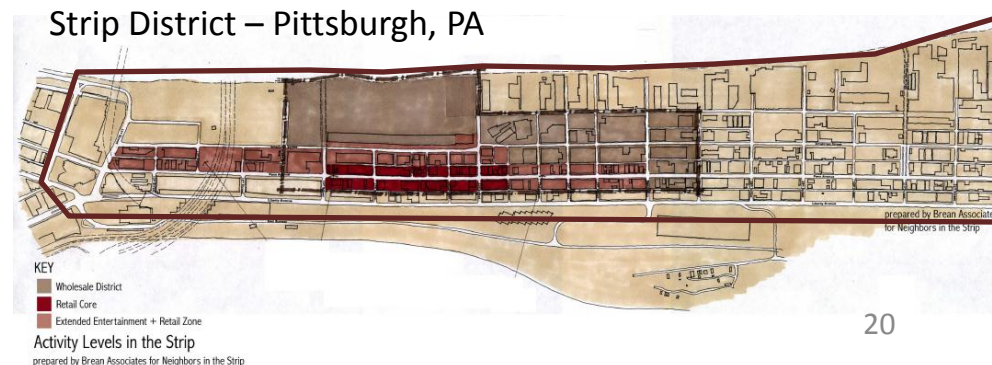 Strip District – Pittsburgh, PA
prepared by Brean Associate
for Neighbors in the Strip
KEY
Wholesale District
Retail Core
Extended Entertainment + Retail Zone
Activity Levels in the Strip
prepared by Brean Associates for Neighbors in the Strip
20